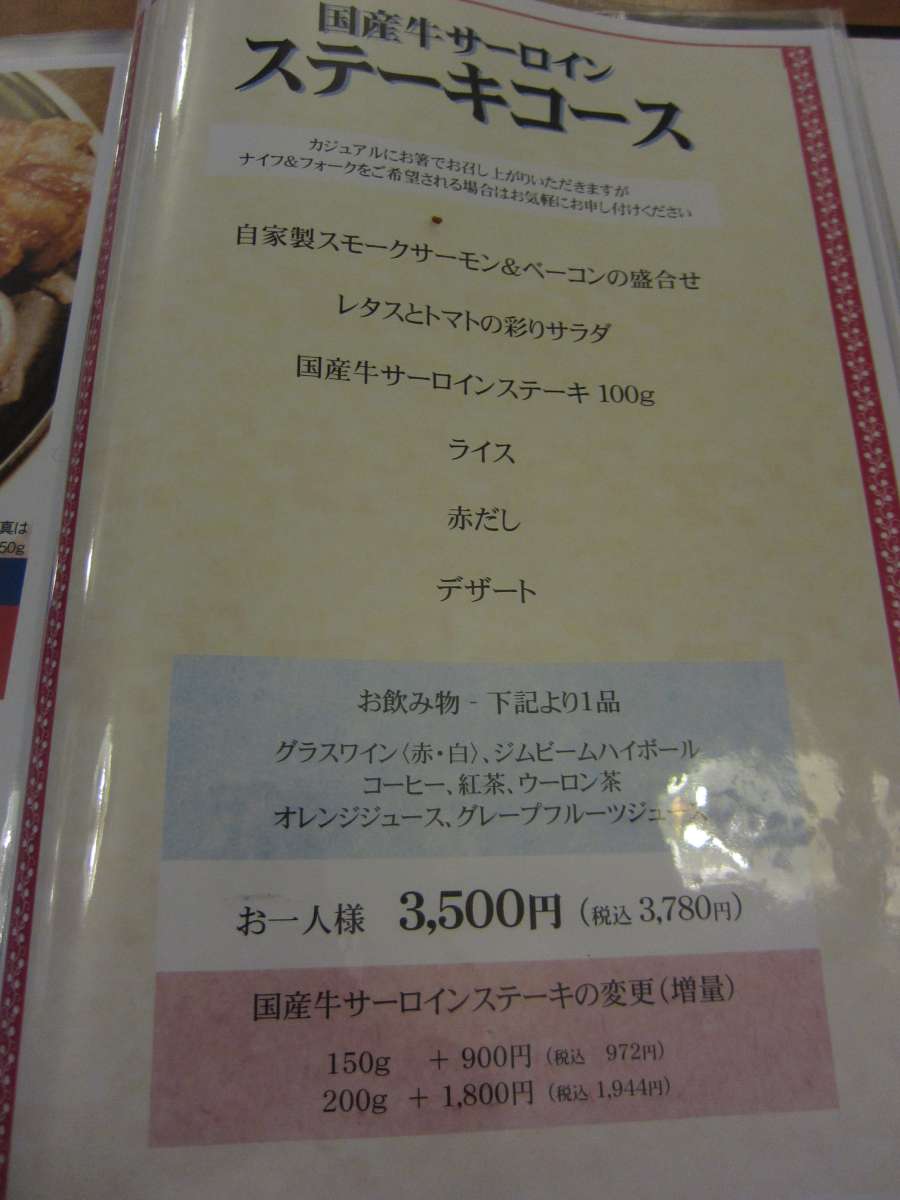 国産牛サーロイン
ステーキコース
カジュアルにお箸でお召し上がりいただきますが
ナイフ&フォークをご希望される場合はお気軽にお申し付けください
自家製スモークサーモン&ベーコンの盛合せ
レタスとトマトの彩りサラダ
国産牛サーロインステーキ 100g
ライス
赤だし
デザート
お飲み物 - 下記より1品
グラスワイン〈赤・白〉、ジムビームハイボール
コーヒー、紅茶、ウーロン茶
オレンジジュース、グレープフルーツジュース
お一人様 3,500円 (税込 3,780円)
国産牛サーロインステーキの変更(増量)
150g + 900円 (税込 972円)
200g + 1,800円 (税込 1,944円)
真は
50g